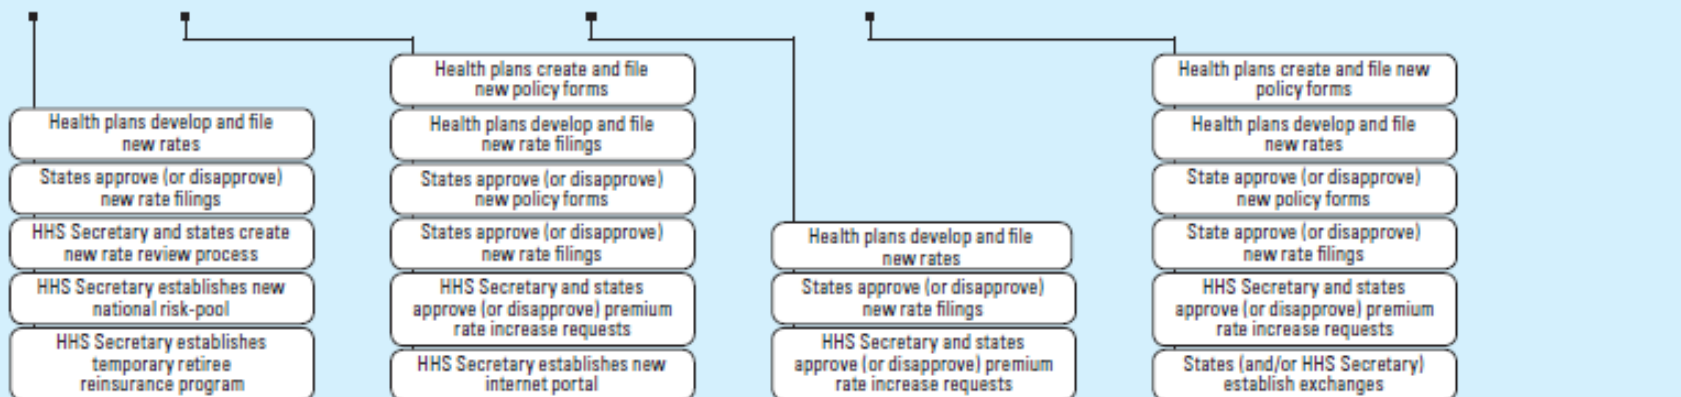 Health plans develop and file
new rates
States approve (or disapprove)
new rate filings
HHS Secretary and states create
new rate review process
HHS Secretary establishes new
national risk-pool
HHS Secretary establishes
temporary retiree
reinsurance program
Health plans create and file
new policy forms
Health plans develop and file
new rate filings
States approve (or disapprove)
new policy forms
States approve (or disapprove)
new rate filings
HHS Secretary and states
approve (or disapprove) premium
rate increase requests
HHS Secretary establishes new
internet portal
Health plans develop and file
new rates
States approve (or disapprove)
new rate filings
HHS Secretary and states
approve (or disapprove) premium
rate increase requests
Health plans create and file new
policy forms
Health plans develop and file
new rates
State approve (or disapprove)
new policy forms
State approve (or disapprove)
new rate filings
HHS Secretary and states
approve (or disapprove) premium
rate increase requests
States (and/or HHS Secretary)
establish exchanges